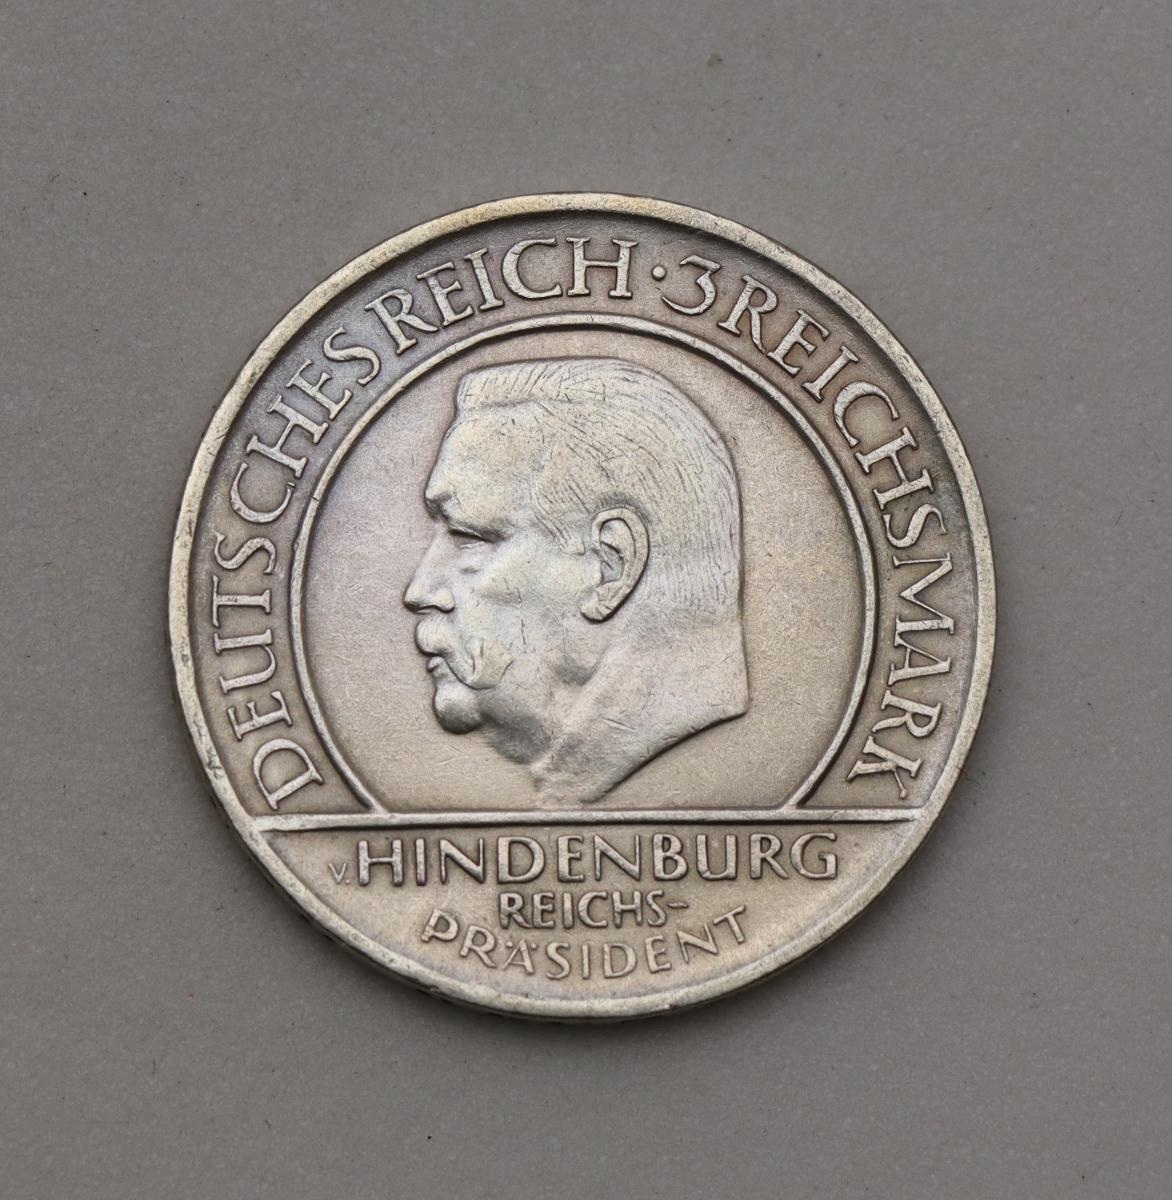 DEUTSCHES REICH · 3 REICHSMARK
v. HINDENBURG
REICHS-
PRÄSIDENT